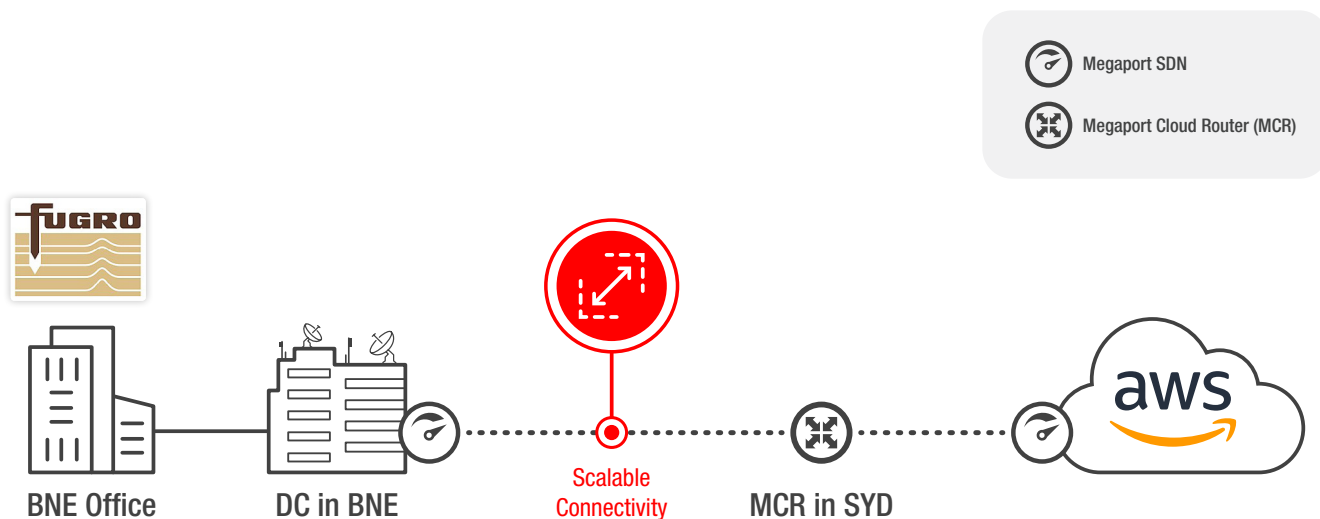 Megaport SDN
Megaport Cloud Router (MCR)
fUGRO
aws
BNE Office
DC in BNE
Scalable
Connectivity
MCR in SYD